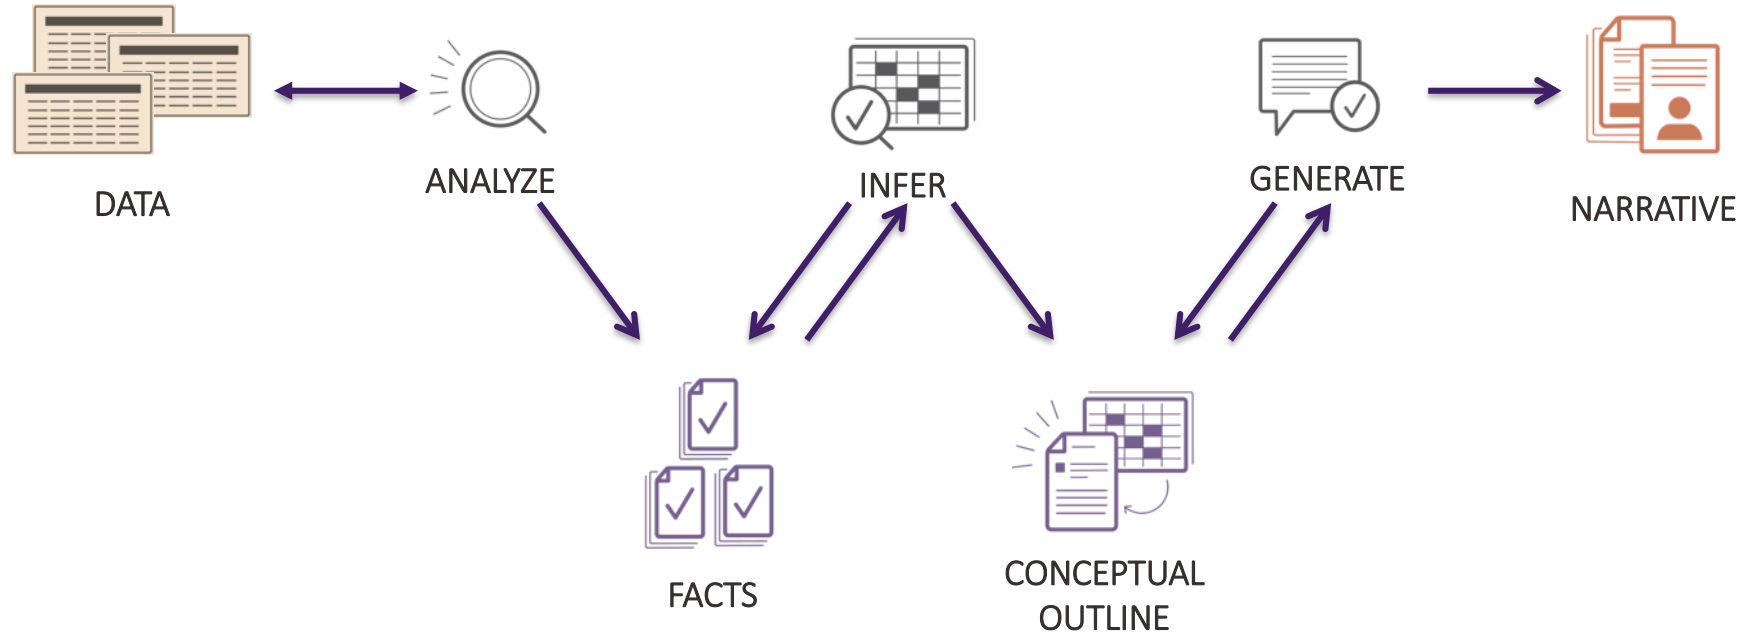 DATA
ANALYZE
INFER
GENERATE
NARRATIVE
FACTS
CONCEPTUAL
OUTLINE